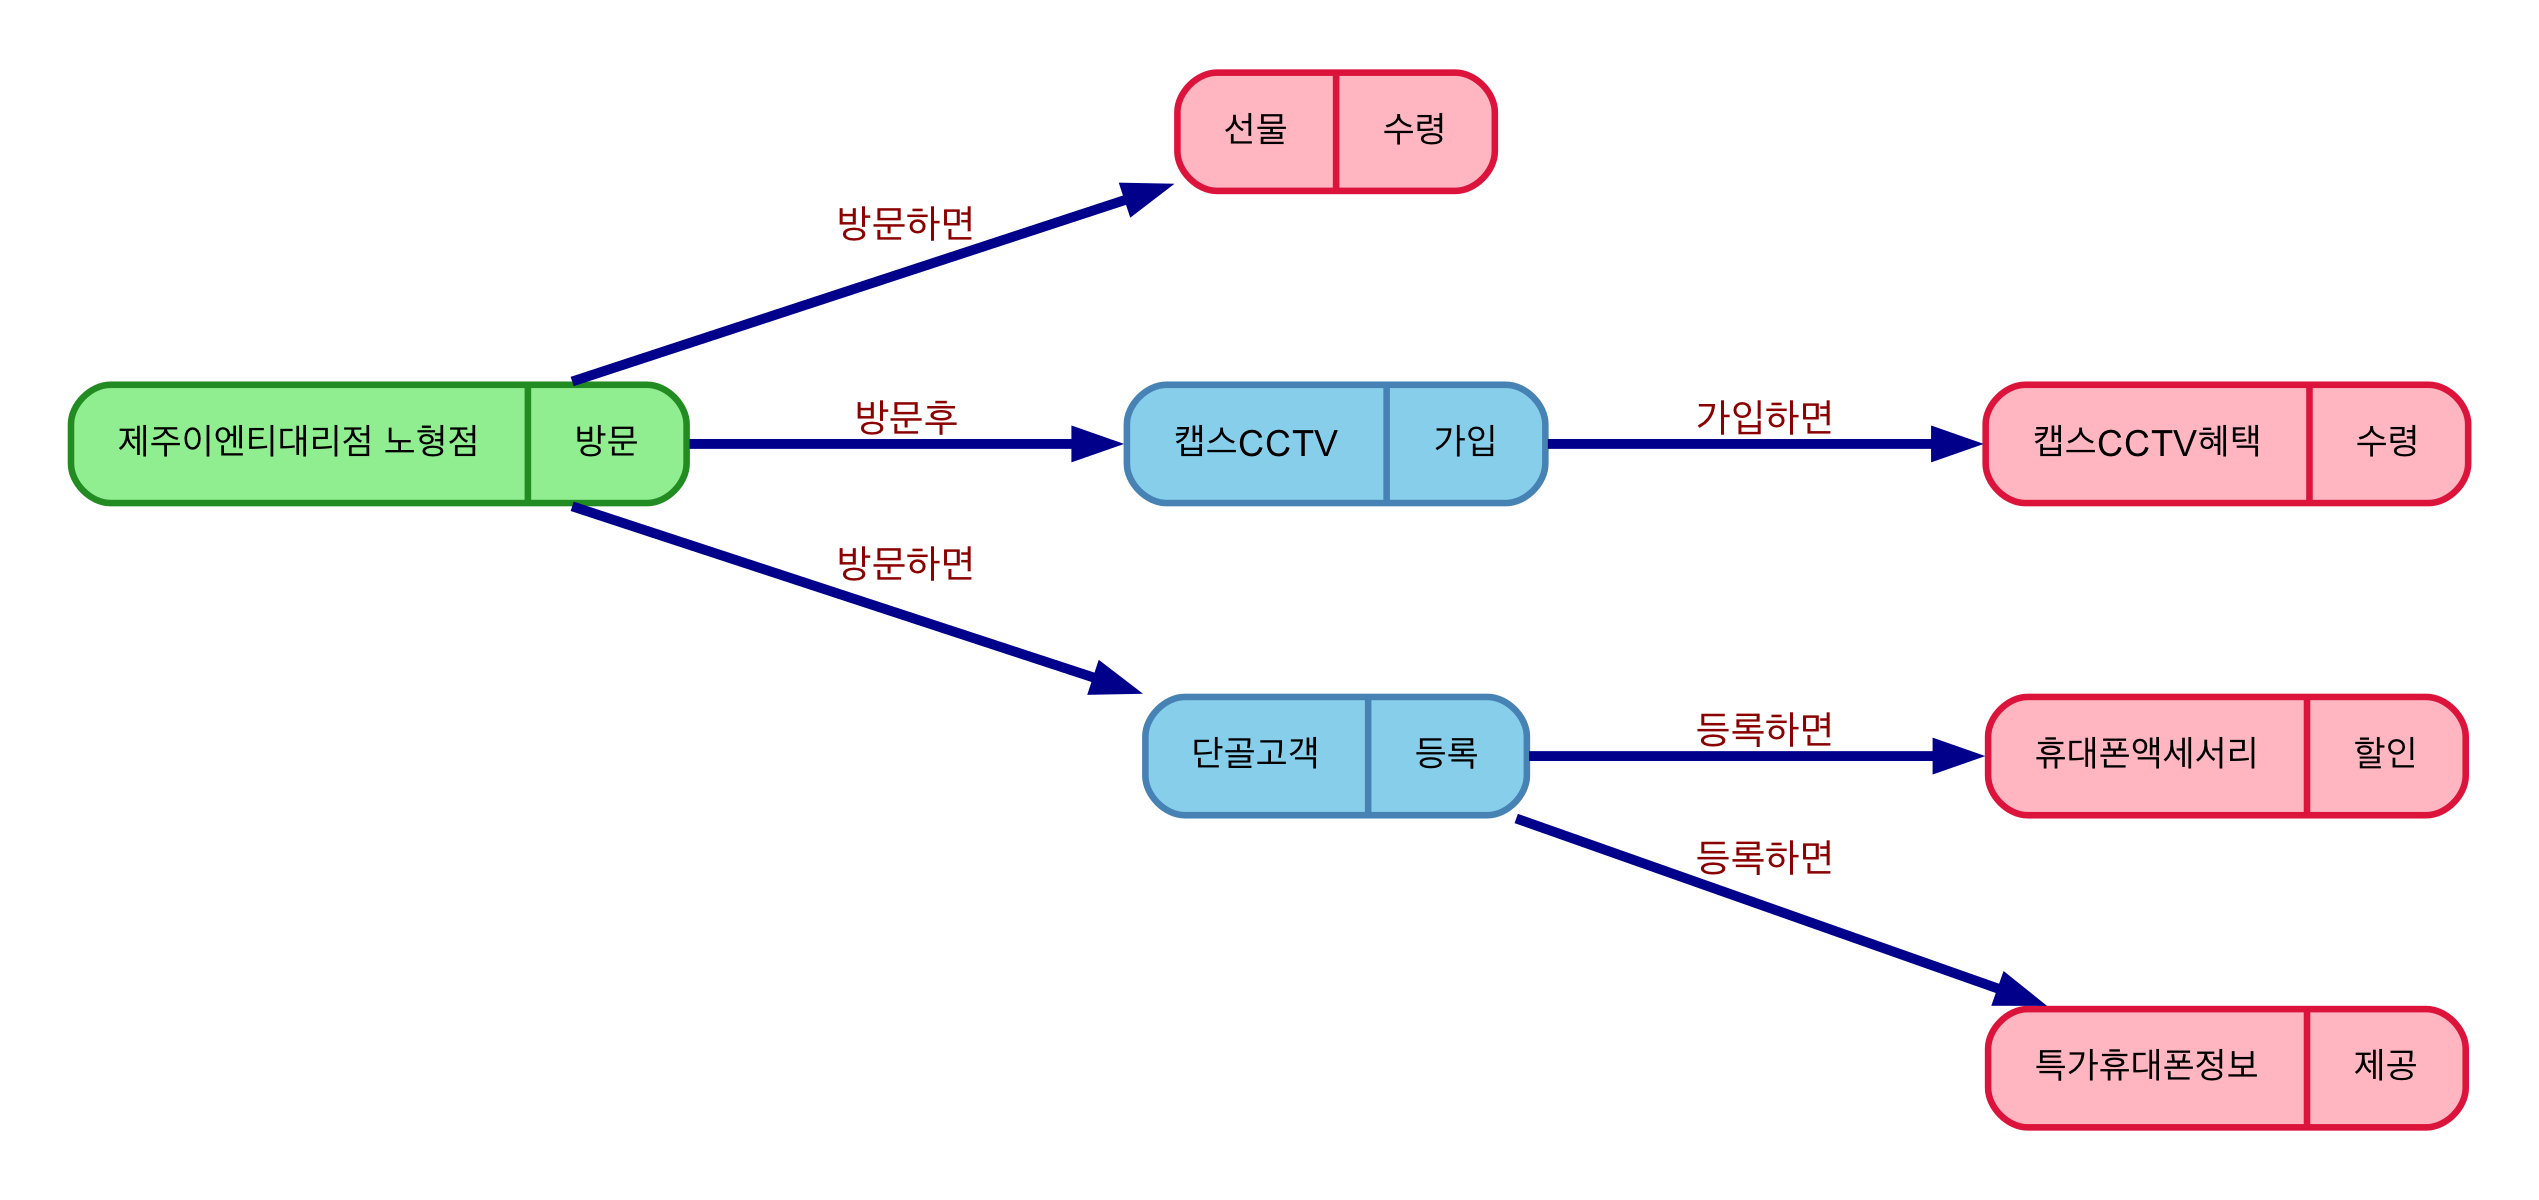 선물 수령
방문하면
제주이엔티대리점 노형점 방문
방문후
캡스CCTV 가입
가입하면
캡스CCTV혜택 수령
방문하면
단골고객 등록
등록하면
휴대폰액세서리 할인
등록하면
특가휴대폰정보 제공